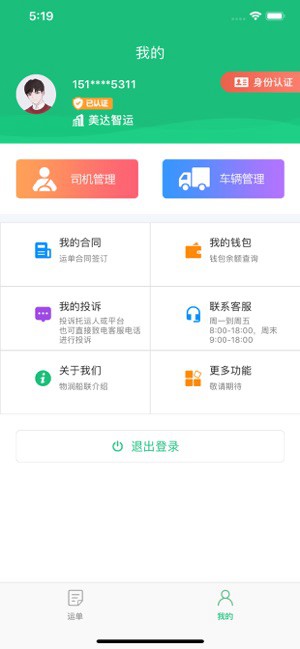 5:19
我的
151****5311
已认证
身份认证
美达智运
司机管理
车辆管理
我的合同
运单合同签订
我的钱包
钱包余额查询
我的投诉
投诉托运人或平台
也可直接致电客服电话
进行投诉
联系客服
周一到周五
8:00-18:00，周末
9:00-18:00
关于我们
物润船联介绍
更多功能
敬请期待
退出登录
运单
我的